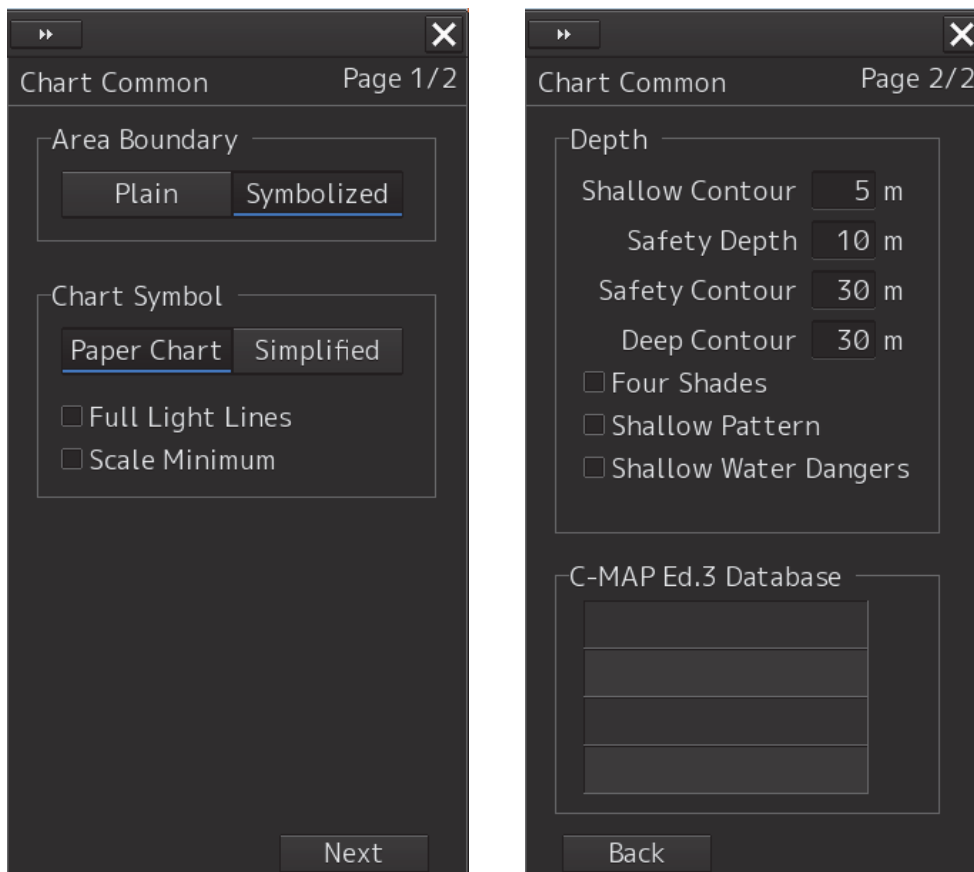 Chart Common Page 1/2
Area Boundary
Plain Symbolized
Chart Symbol
Paper Chart Simplified
Full Light Lines
Scale Minimum
Next
Chart Common Page 2/2
Depth
Shallow Contour 5 m
Safety Depth 10 m
Safety Contour 30 m
Deep Contour 30 m
Four Shades
Shallow Pattern
Shallow Water Dangers
C-MAP Ed.3 Database
Back